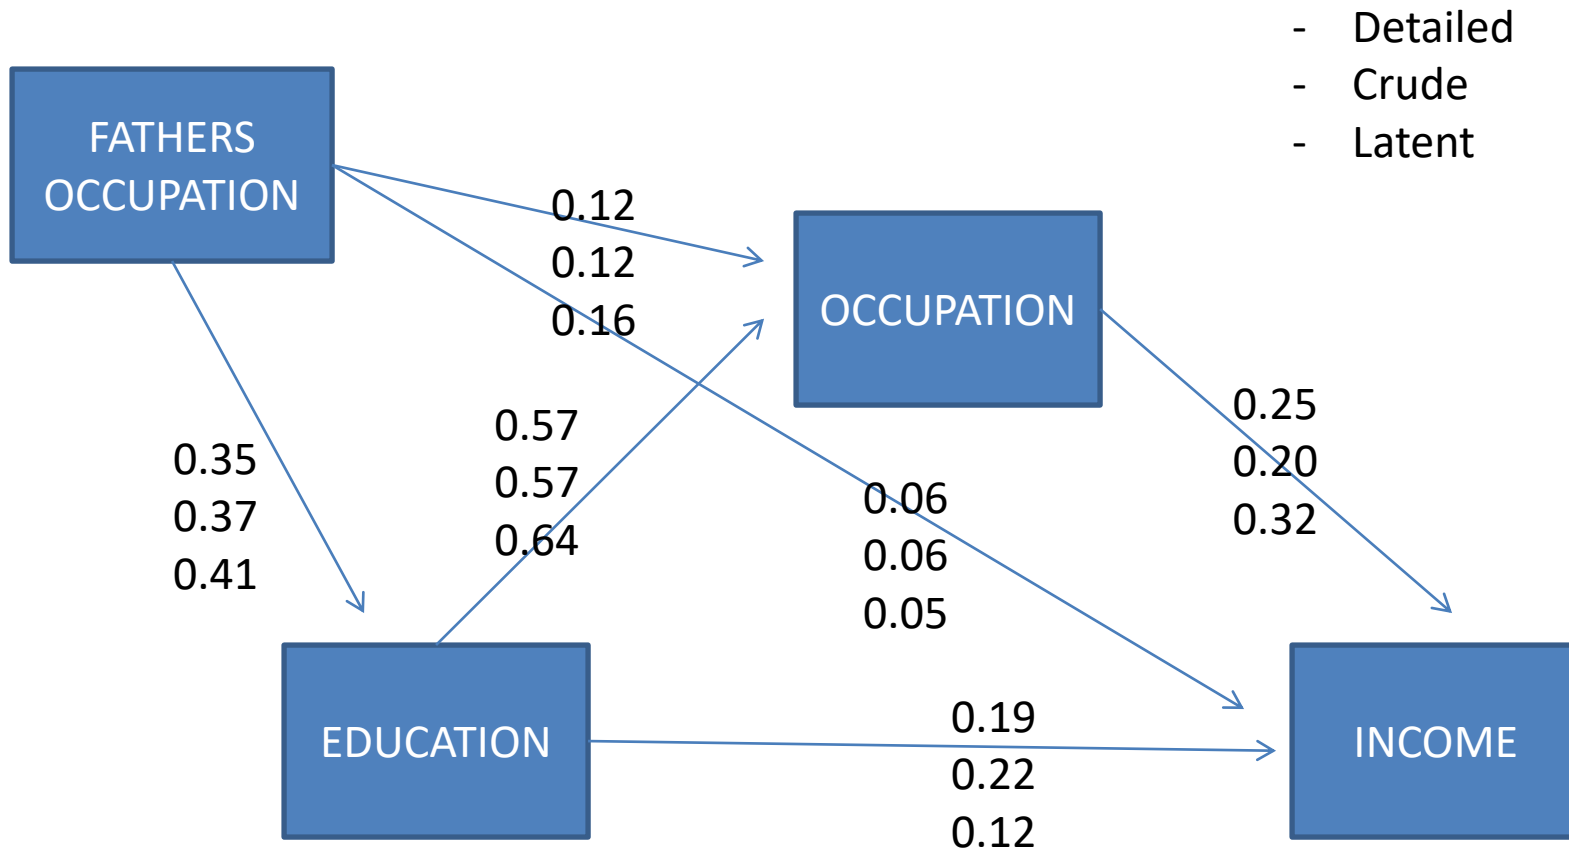 - Detailed
- Crude
- Latent
FATHERS
OCCUPATION
0.12
0.12
0.16
OCCUPATION
0.35
0.37
0.41
0.57
0.57
0.64
0.06
0.06
0.05
0.25
0.20
0.32
EDUCATION
0.19
0.22
0.12
INCOME